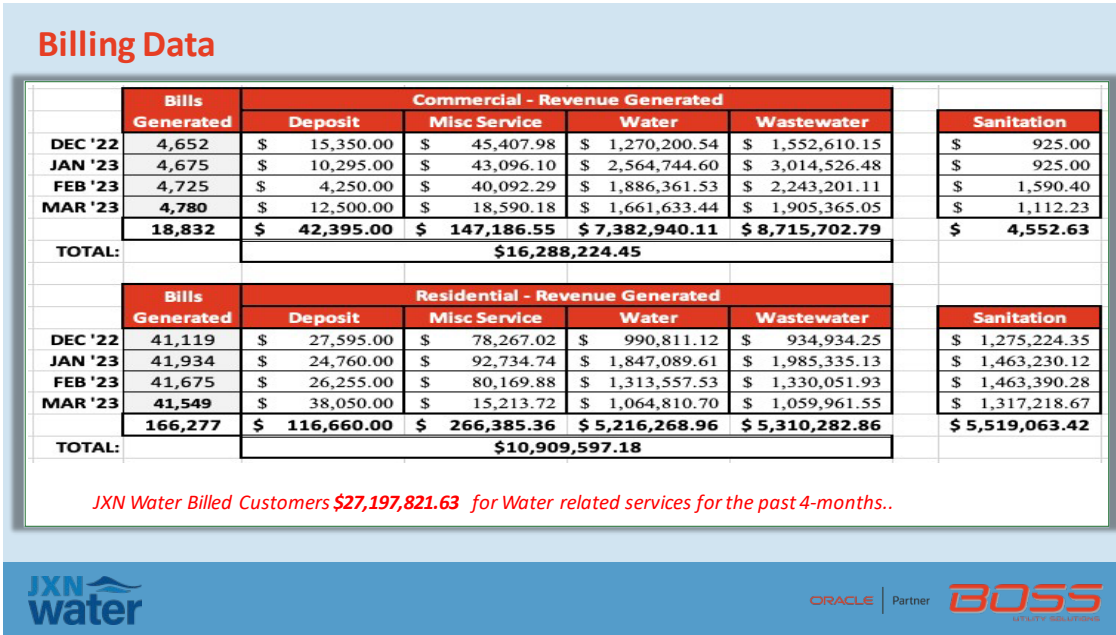 Billing Data
Bills Commercial - Revenue Generated
Generated Deposit Misc Service Water Wastewater Sanitation
DEC '22 4,652 $ 15,350.00 $ 45,407.98 $ 1,270,200.54 $ 1,552,610.15 $ 925.00
JAN '23 4,675 $ 10,295.00 $ 43,096.10 $ 2,564,744.60 $ 3,014,526.48 $ 925.00
FEB '23 4,725 $ 4,250.00 $ 40,092.29 $ 1,886,361.53 $ 2,243,201.11 $ 1,590.40
MAR '23 4,780 $ 12,500.00 $ 18,590.18 $ 1,661,633.44 $ 1,905,365.05 $ 1,112.23
18,832 $ 42,395.00 $ 147,186.55 $ 7,382,940.11 $ 8,715,702.79 $ 4,552.63
TOTAL: $16,288,224.45
Bills Residential - Revenue Generated
Generated Deposit Misc Service Water Wastewater Sanitation
DEC '22 41,119 $ 27,595.00 $ 78,267.02 $ 990,811.12 $ 934,934.25 $ 1,275,224.35
JAN '23 41,934 $ 24,760.00 $ 92,734.74 $ 1,847,089.61 $ 1,985,335.13 $ 1,463,230.12
FEB '23 41,675 $ 26,255.00 $ 80,169.88 $ 1,313,557.53 $ 1,330,051.93 $ 1,463,390.28
MAR '23 41,549 $ 38,050.00 $ 15,213.72 $ 1,064,810.70 $ 1,059,961.55 $ 1,317,218.67
166,277 $ 116,660.00 $ 266,385.36 $ 5,216,268.96 $ 5,310,282.86 $ 5,519,063.42
TOTAL: $10,909,597.18
JXN Water Billed Customers $27,197,821.63 for Water related services for the past 4-months..
JXN
water
ORACLE Partner BOSS
UTILITY SOLUTIONS